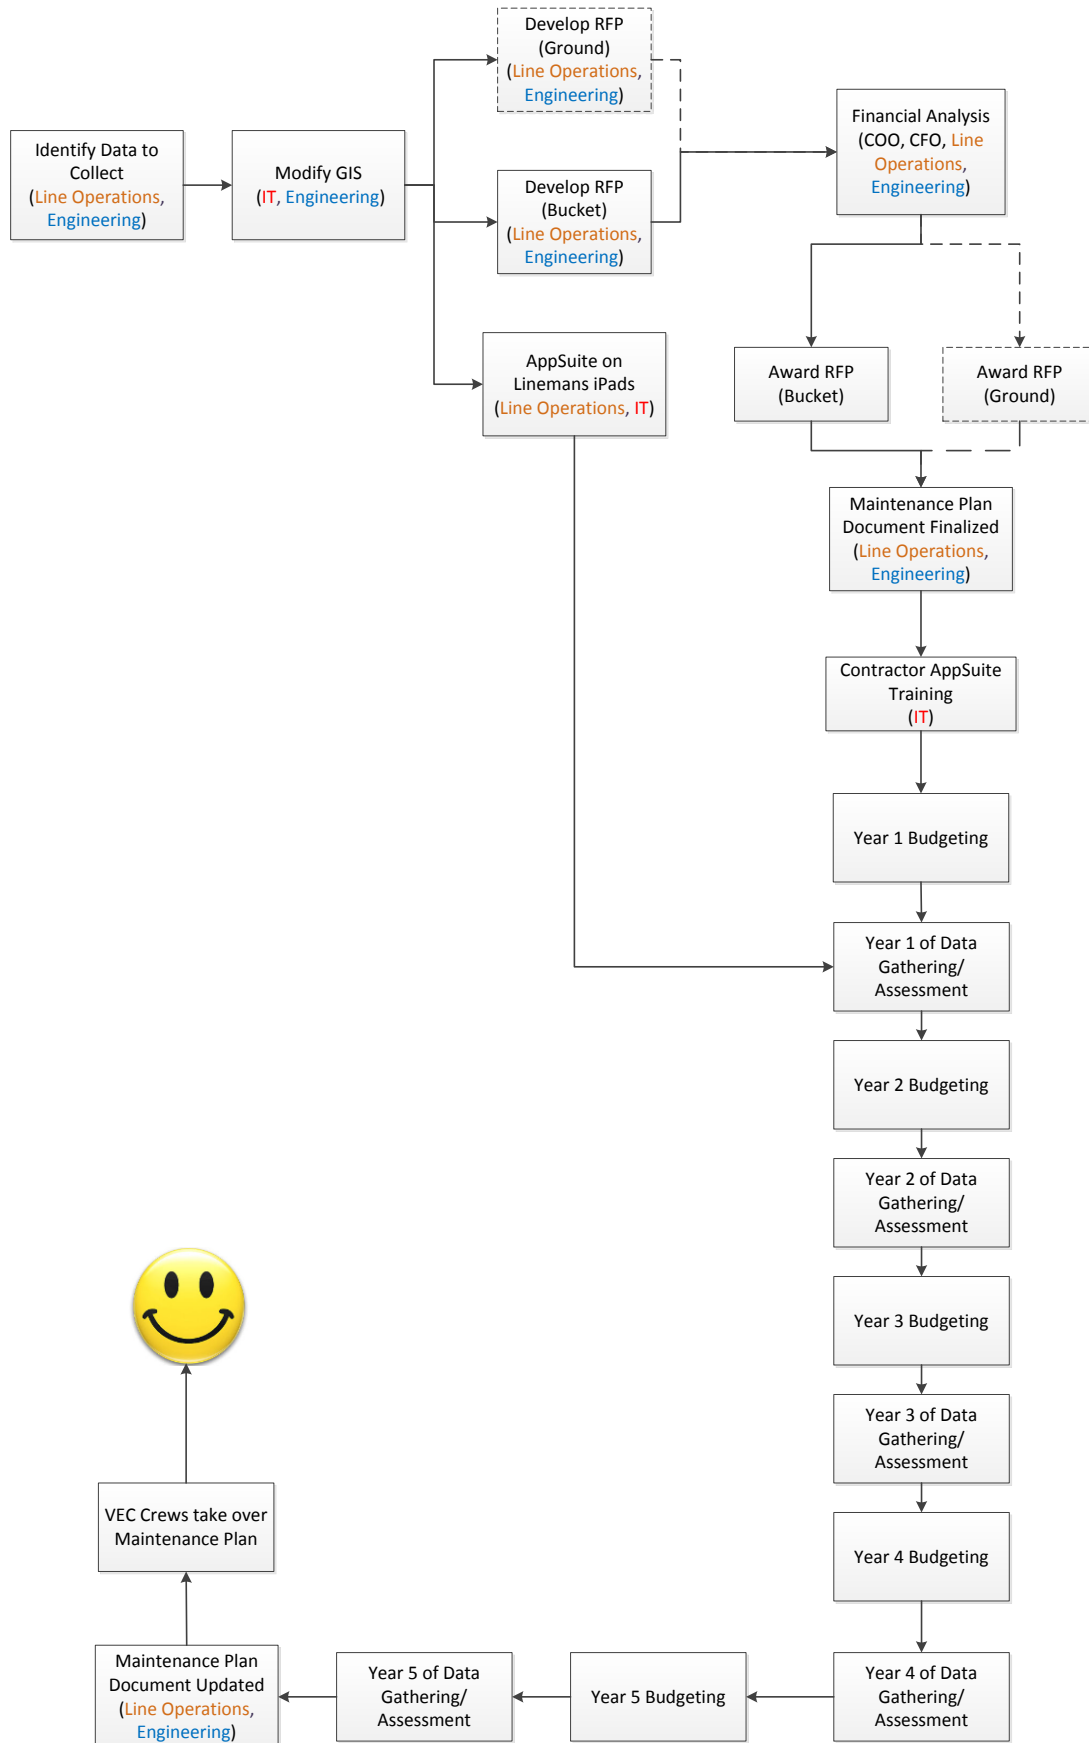 Develop RFP
(Ground)
(Line Operations,
Engineering)
Identify Data to
Collect
(Line Operations,
Engineering)
Modify GIS
(IT, Engineering)
Develop RFP
(Bucket)
(Line Operations,
Engineering)
Financial Analysis
(COO, CFO, Line
Operations,
Engineering)
AppSuite on
Linemans iPads
(Line Operations, IT)
Award RFP
(Bucket)
Award RFP
(Ground)
Maintenance Plan
Document Finalized
(Line Operations,
Engineering)
Contractor AppSuite
Training
(IT)
Year 1 Budgeting
Year 1 of Data
Gathering/
Assessment
Year 2 Budgeting
Year 2 of Data
Gathering/
Assessment
Year 3 Budgeting
Year 3 of Data
Gathering/
Assessment
Year 4 Budgeting
Year 4 of Data
Gathering/
Assessment
Year 5 Budgeting
Year 5 of Data
Gathering/
Assessment
Maintenance Plan
Document Updated
(Line Operations,
Engineering)
VEC Crews take over
Maintenance Plan